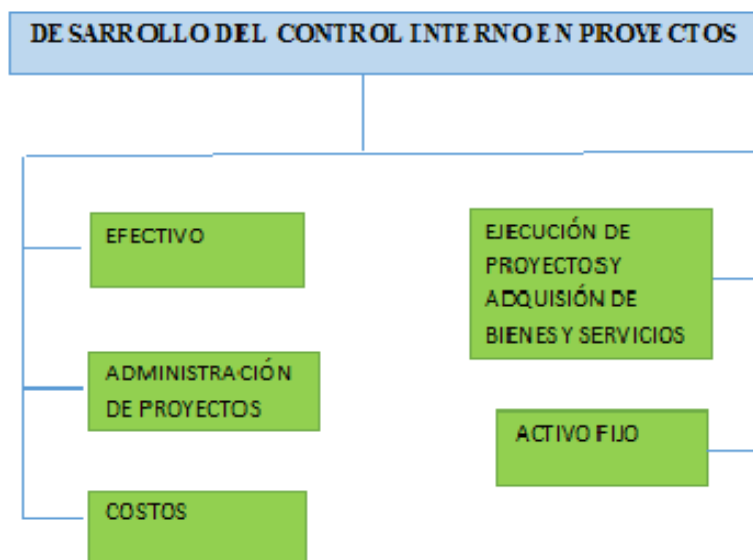 DESARROLLO DEL CONTROL INTERNO EN PROYECTOS
EFECTIVO
ADMINISTRACIÓN
DE PROYECTOS
COSTOS
EJECUCIÓN DE
PROYECTOS Y
ADQUISIÓN DE
BIENES Y SERVICIOS
ACTIVO FIJO